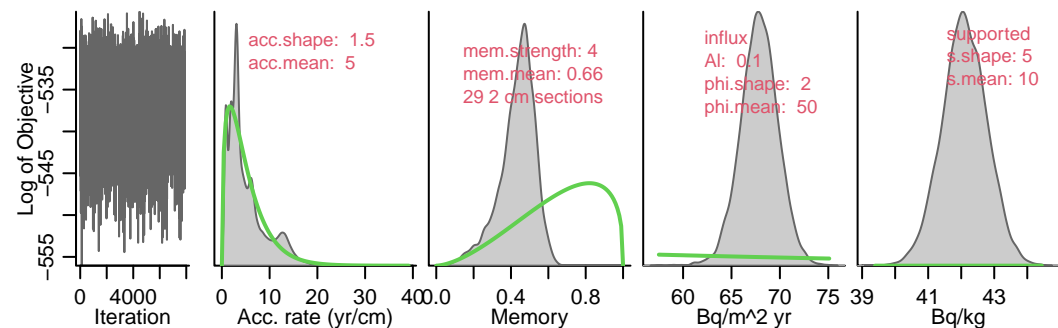 Log of Objective
−535
−545
−555
0
4000
Iteration
acc.shape: 1.5
acc.mean: 5
0
10
20
30
40
Acc. rate (yr/cm)
mem.strength: 4
mem.mean: 0.66
29 2 cm sections
0.0
0.4
0.8
Memory
influx
Al: 0.1
phi.shape: 2
phi.mean: 50
60
65
70
75
Bq/m^2 yr
supported
s.shape: 5
s.mean: 10
39
41
43
Bq/kg